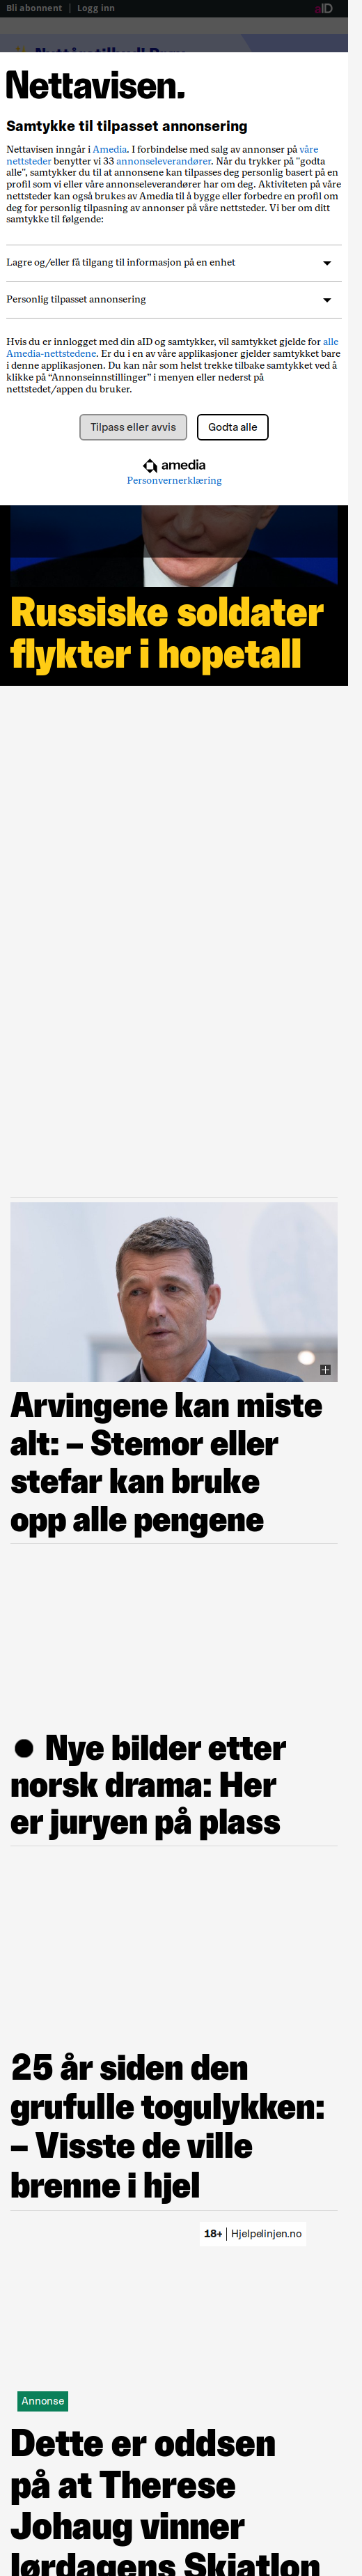 Bli abonnent | Logg inn aID
Nettavisen.
Samtykke til tilpasset annonsering
Nettavisen inngår i Amedia. I forbindelse med salg av annonser på våre
nettsteder benytter vi 33 annonseleverandører. Når du trykker på "godta
alle", samtykker du til at annonsene kan tilpasses deg personlig basert på en
profil som vi eller våre annonseleverandører har om deg. Aktiviteten på våre
nettsteder kan også brukes av Amedia til å bygge eller forbedre en profil om
deg for personlig tilpasning av annonser på våre nettsteder. Vi ber om ditt
samtykke til følgende:
Lagre og/eller få tilgang til informasjon på en enhet
Personlig tilpasset annonsering
Hvis du er innlogget med din aID og samtykker, vil samtykket gjelde for alle
Amedia-nettstedene. Er du i en av våre applikasjoner gjelder samtykket bare
i denne applikasjonen. Du kan når som helst trekke tilbake samtykket ved å
klikke på “Annonseinnstillinger” i menyen eller nederst på
nettstedet/appen du bruker.
Tilpass eller avvis Godta alle
amedia
Personvernerklæring
Russiske soldater
flykter i hopetall
Arvingene kan miste
alt: – Stemor eller
stefar kan bruke
opp alle pengene
Nye bilder etter
norsk drama: Her
er juryen på plass
25 år siden den
grufulle togulykken:
– Visste de ville
brenne i hjel
18+ | Hjelpelinjen.no
Annonse
Dette er oddsen
på at Therese
Johaug vinner
lørdagens Skiatlon